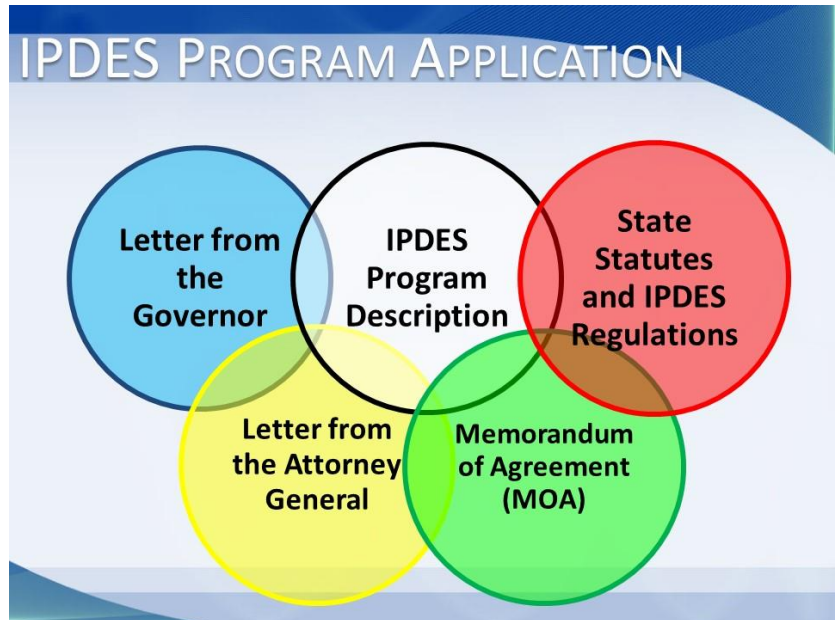 IPDES PROGRAM APPLICATION
Letter from
the
Governor
IPDES
Program
Description
State
Statutes
and IPDES
Regulations
Letter from
the Attorney
General
Memorandum
of Agreement
(MOA)